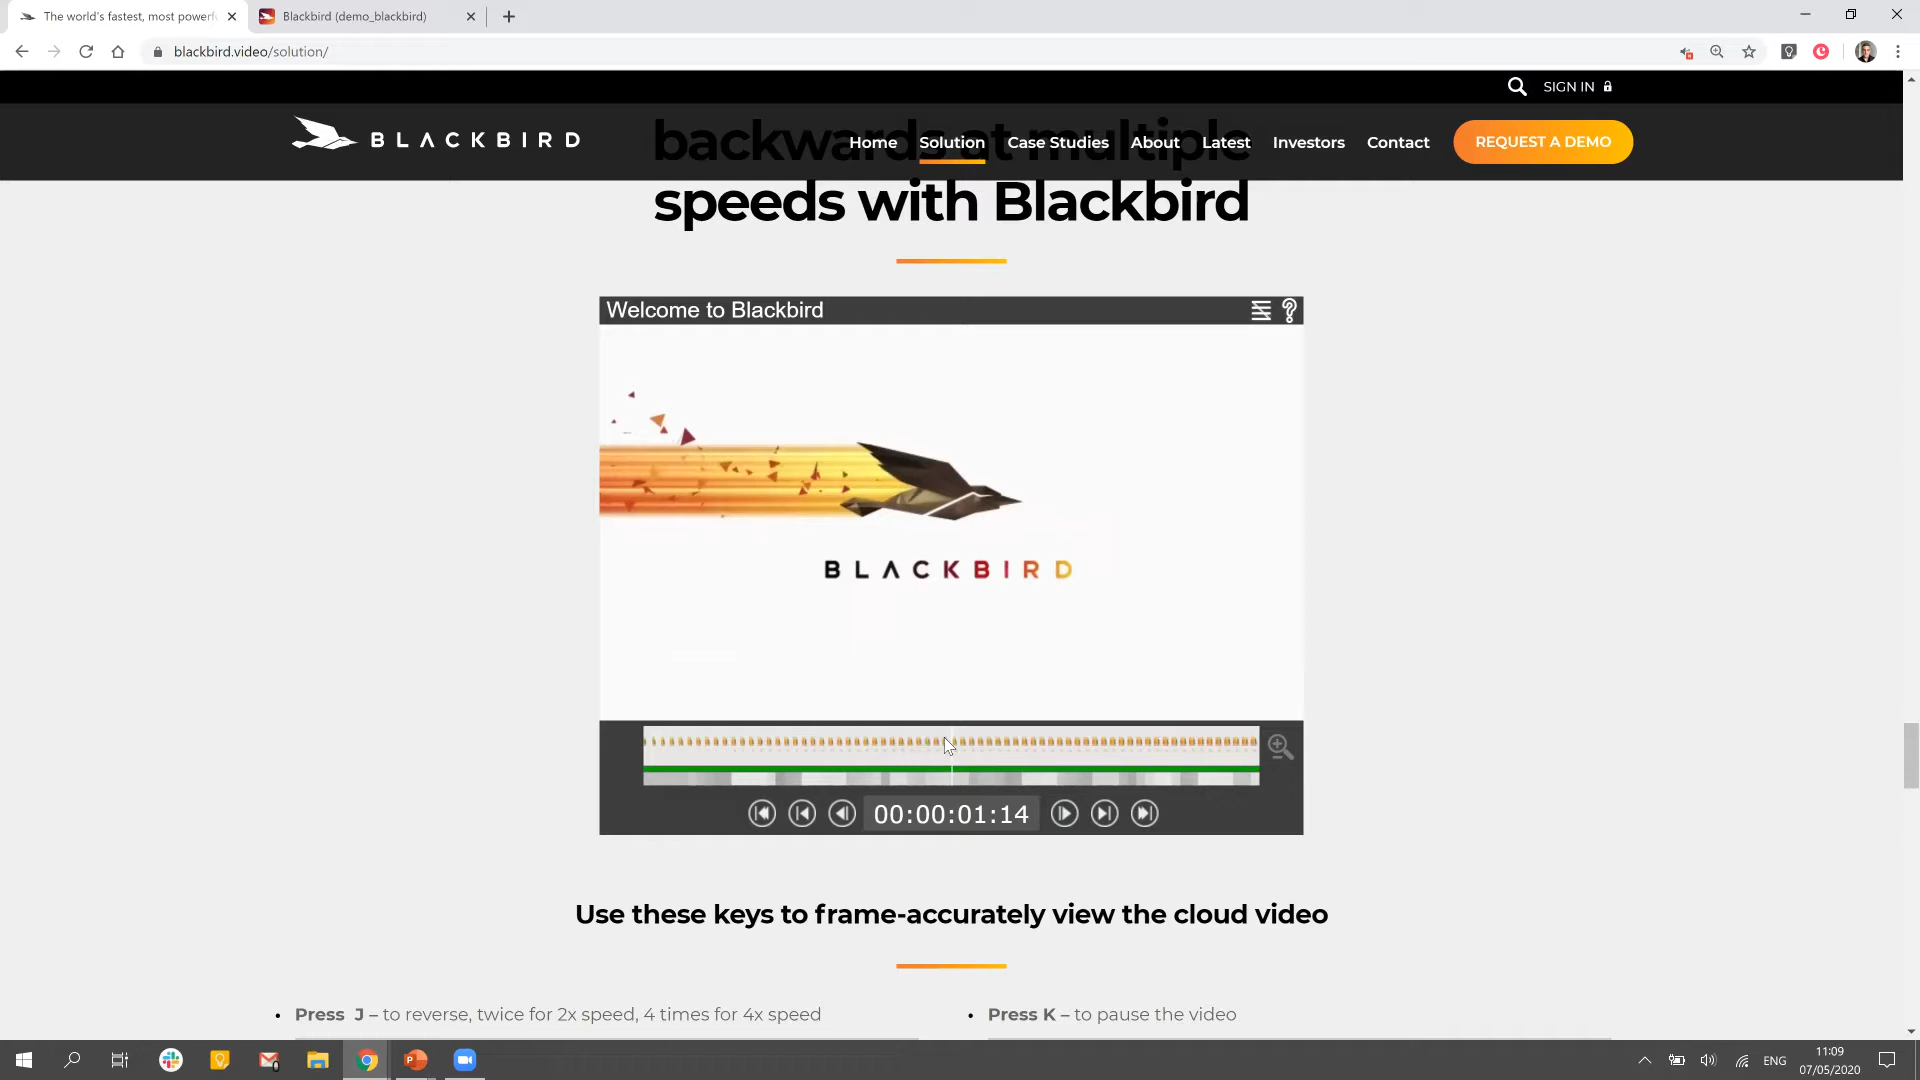 The world's fastest, most powerf
Blackbird (demo_blackbird)
blackbird.video/solution/
SIGN IN
BLACKBIRD
Home
Solution
Case Studies
About
Latest
Investors
Contact
REQUEST A DEMO
backwards at multiple
speeds with Blackbird
Welcome to Blackbird
BLACKBIRD
00:00:01:14
Use these keys to frame-accurately view the cloud video
Press J – to reverse, twice for 2x speed, 4 times for 4x speed
Press K – to pause the video
ENG
11:09
07/05/2020